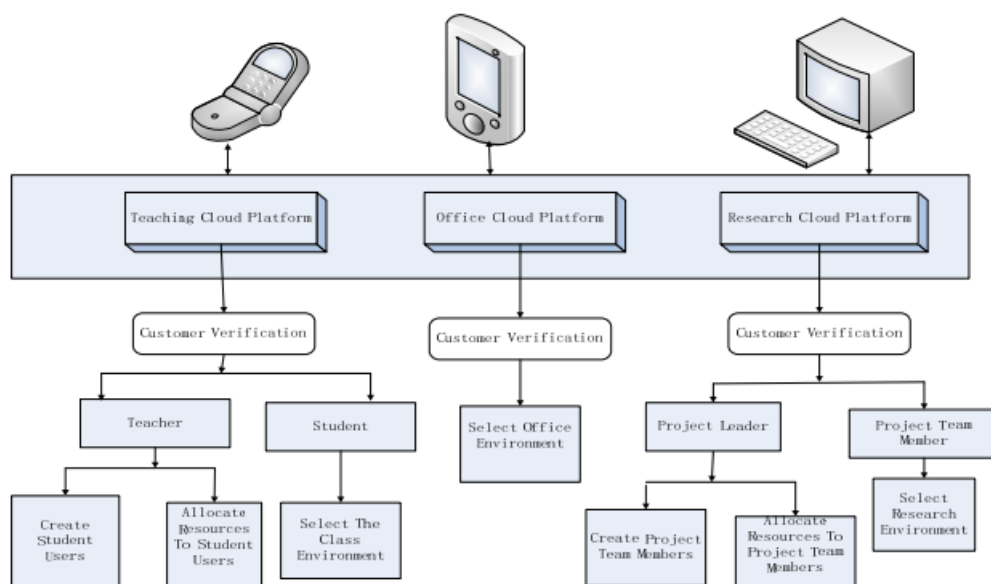 Teaching Cloud Platform
Office Cloud Platform
Research Cloud Platform
Customer Verification
Customer Verification
Customer Verification
Teacher
Student
Select Office
Environment
Project Leader
Project Team
Member
Create
Student
Users
Allocate
Resources
To Student
Users
Select The
Class
Environment
Create Project
Team Members
Allocate
Resources To
Project Team
Members
Select
Research
Environment